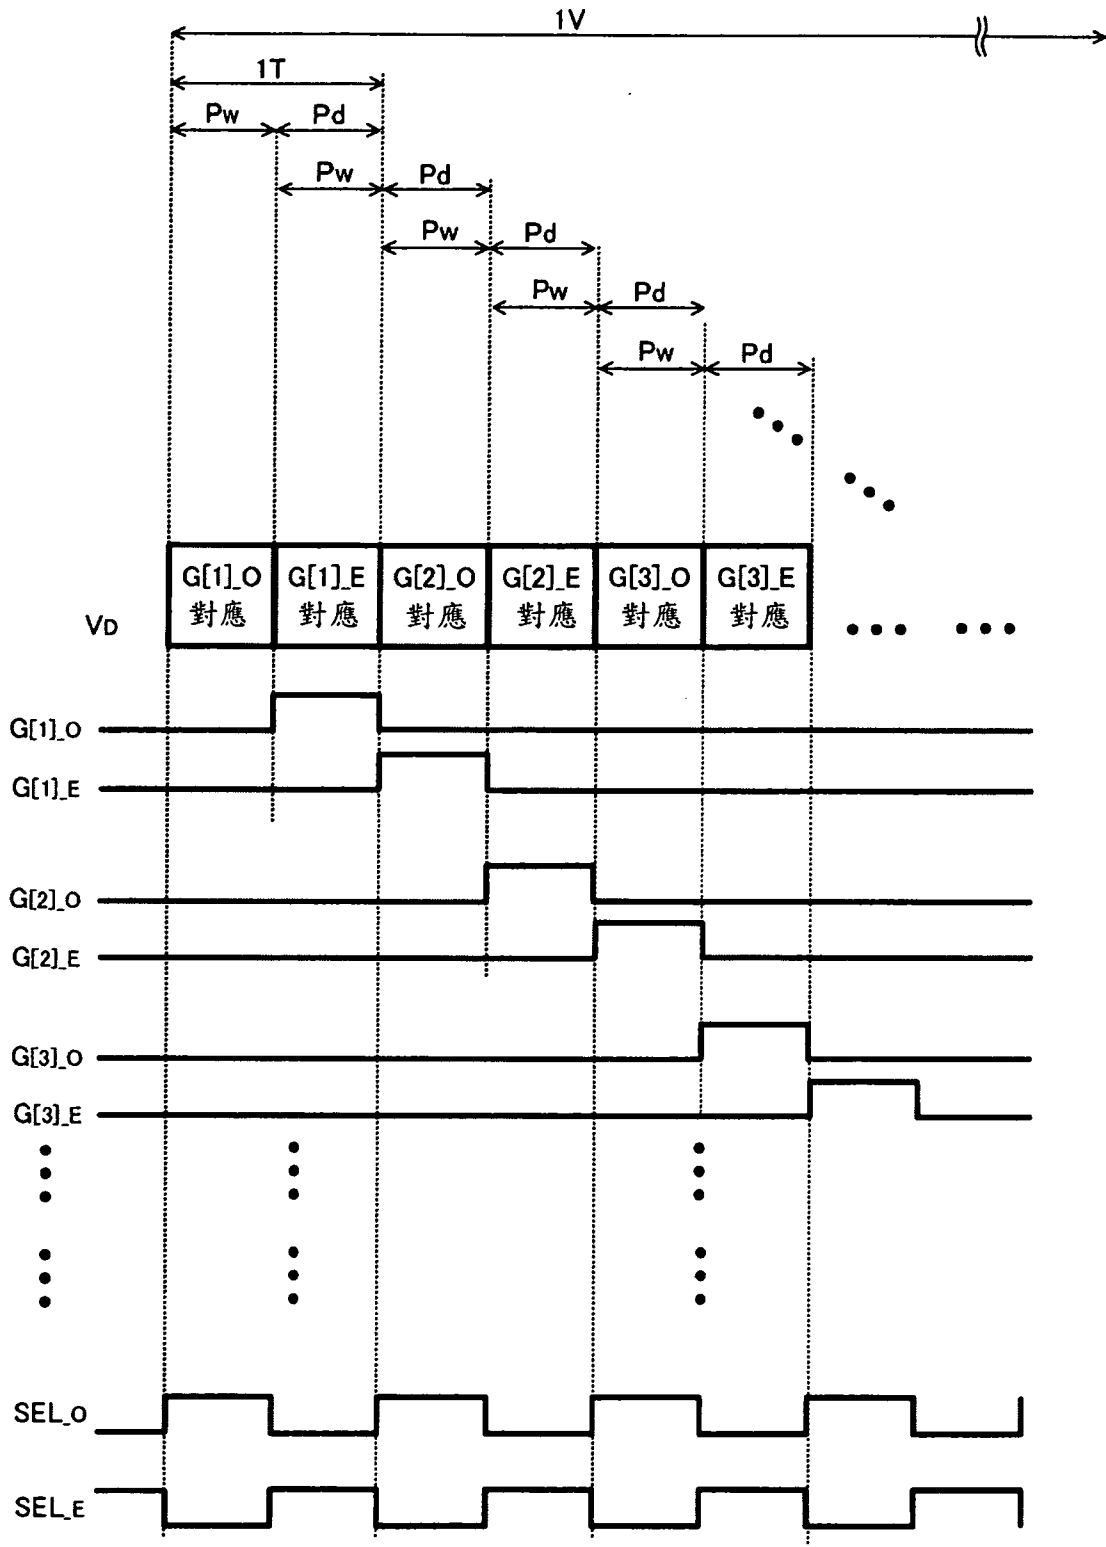 1V
1T
Pw Pd
Pw Pd
Pw Pd
Pw Pd
Pw Pd
G[1]_O G[1]_E G[2]_O G[2]_E G[3]_O G[3]_E
VD 對應 對應 對應 對應 對應 對應
G[1]_O
G[1]_E
G[2]_O
G[2]_E
G[3]_O
G[3]_E
SEL_O
SEL_E